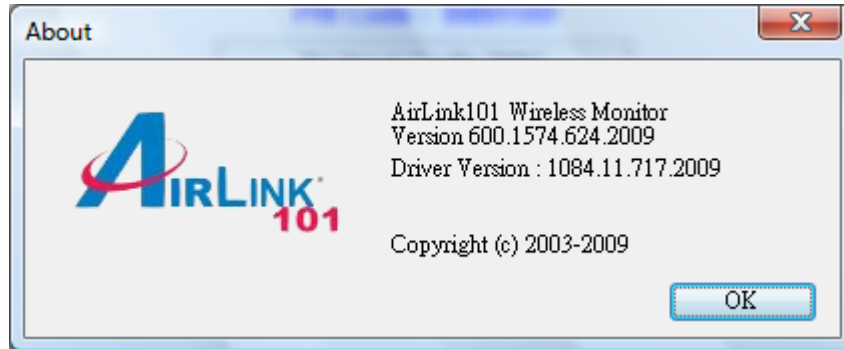 About
AIRLINK
101
AirLink101 Wireless Monitor
Version 600.1574.624.2009
Driver Version : 1084.11.717.2009
Copyright (c) 2003-2009
OK